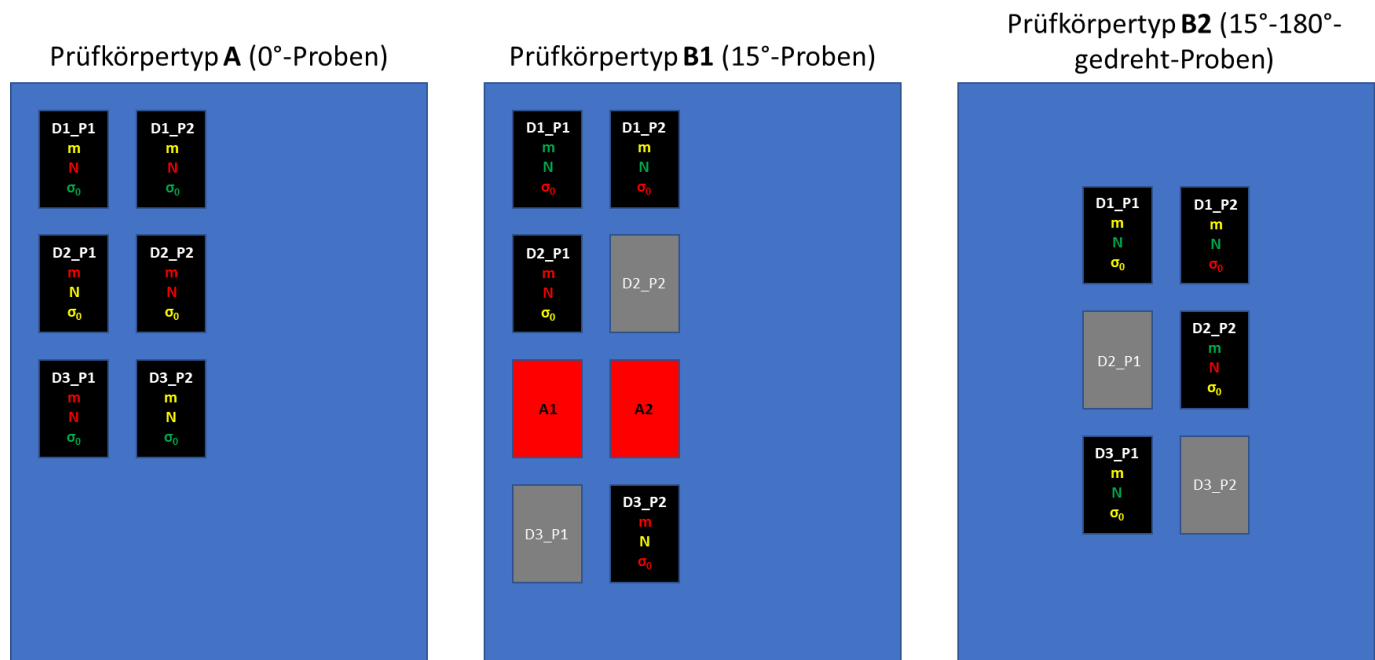 Prüfkörpertyp A (0°-Proben)
D1_P1
m
N
σ₀
D1_P2
m
N
σ₀
D2_P1
m
N
σ₀
D2_P2
m
N
σ₀
D3_P1
m
N
σ₀
D3_P2
m
N
σ₀
Prüfkörpertyp B1 (15°-Proben)
D1_P1
m
N
σ₀
D1_P2
m
N
σ₀
D2_P1
m
N
σ₀
D2_P2
A1
A2
D3_P1
D3_P2
m
N
σ₀
Prüfkörpertyp B2 (15°-180°-
gedreht-Proben)
D1_P1
m
N
σ₀
D1_P2
m
N
σ₀
D2_P1
D2_P2
m
N
σ₀
D3_P1
m
N
σ₀
D3_P2